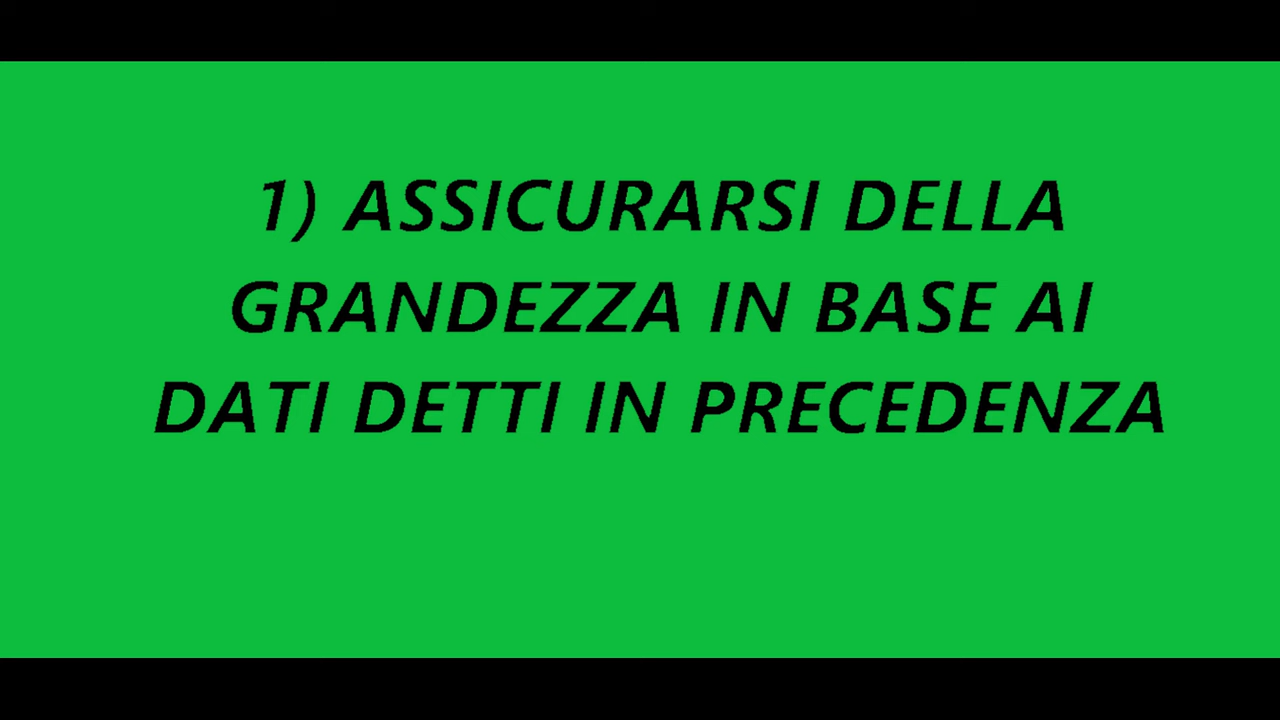 1) ASSICURARSI DELLA
GRANDEZZA IN BASE AI
DATI DETTI IN PRECEDENZA